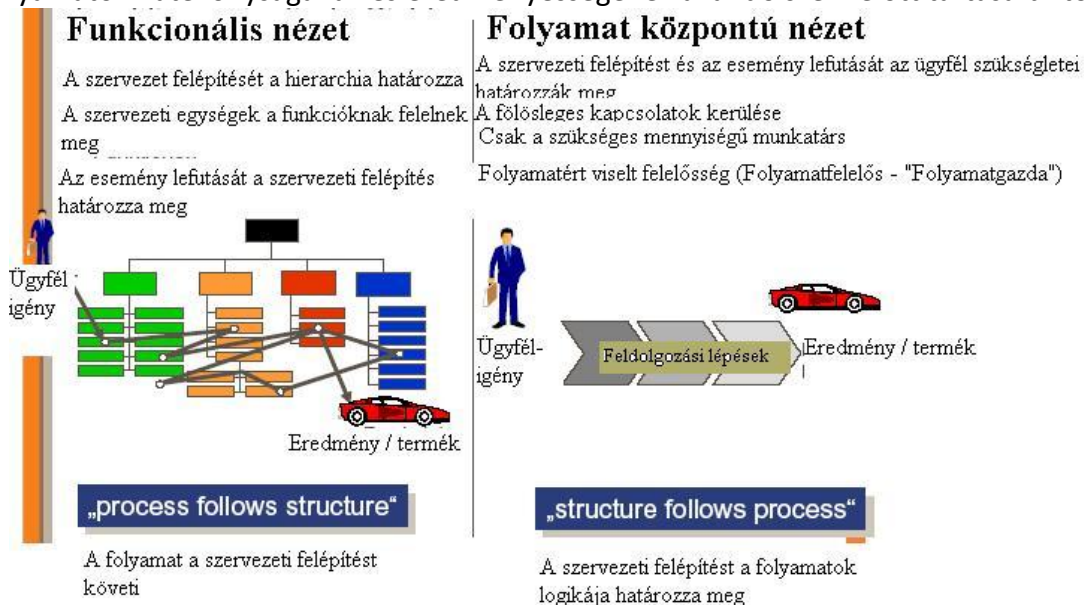 Funkcionális nézet
A szervezet felépítését a hierarchia határozza
A szervezeti egységek a funkcióknak felelnek
meg
Az esemény lefutását a szervezeti felépítés
határozza meg
Ügyfél
igény
Eredmény / termék
„process follows structure“
A folyamat a szervezeti felépítést
követi
Folyamat központú nézet
A szervezeti felépítést és az esemény lefutását az ügyfél szükségletei
határozzák meg
A fölösleges kapcsolatok kerülése
Csak a szükséges mennyiségű munkatárs
Folyamatért viselt felelősség (Folyamatfelelős - "Folyamatgazda")
Ügyfél-
igény
Feldolgozási lépések
Eredmény / termék
„structure follows process“
A szervezeti felépítést a folyamatok
logikája határozza meg